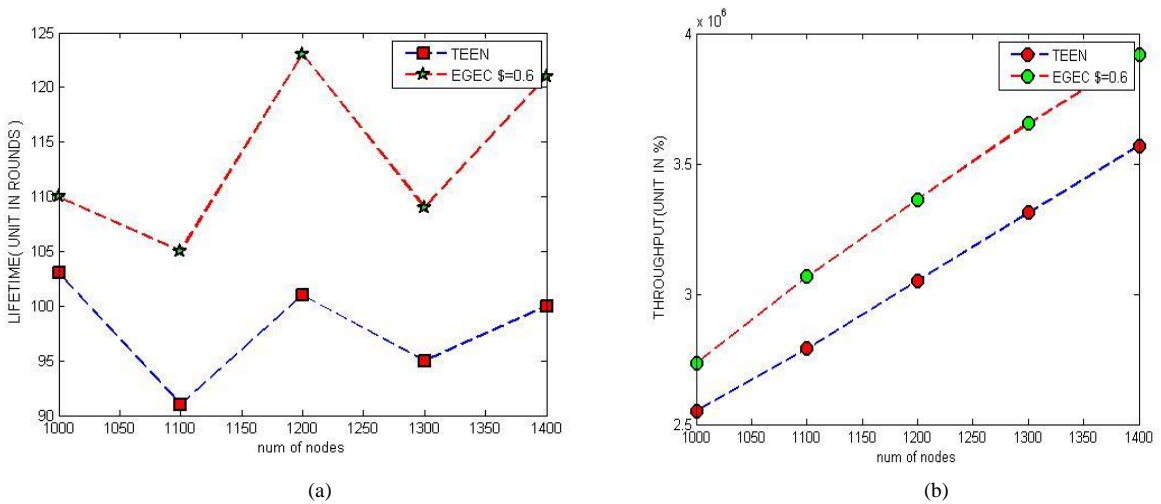 125
120
115
110
105
100
95
90
LIFETIME( UNIT IN ROUNDS )
TEEN
EGEC $=0.6
1000 1050 1100 1150 1200 1250 1300 1350 1400
num of nodes
(a)
x 10^6
4
3.5
3
2.5
THROUGHPUT(UNIT IN %)
TEEN
EGEC $=0.6
1000 1050 1100 1150 1200 1250 1300 1350 1400
num of nodes
(b)